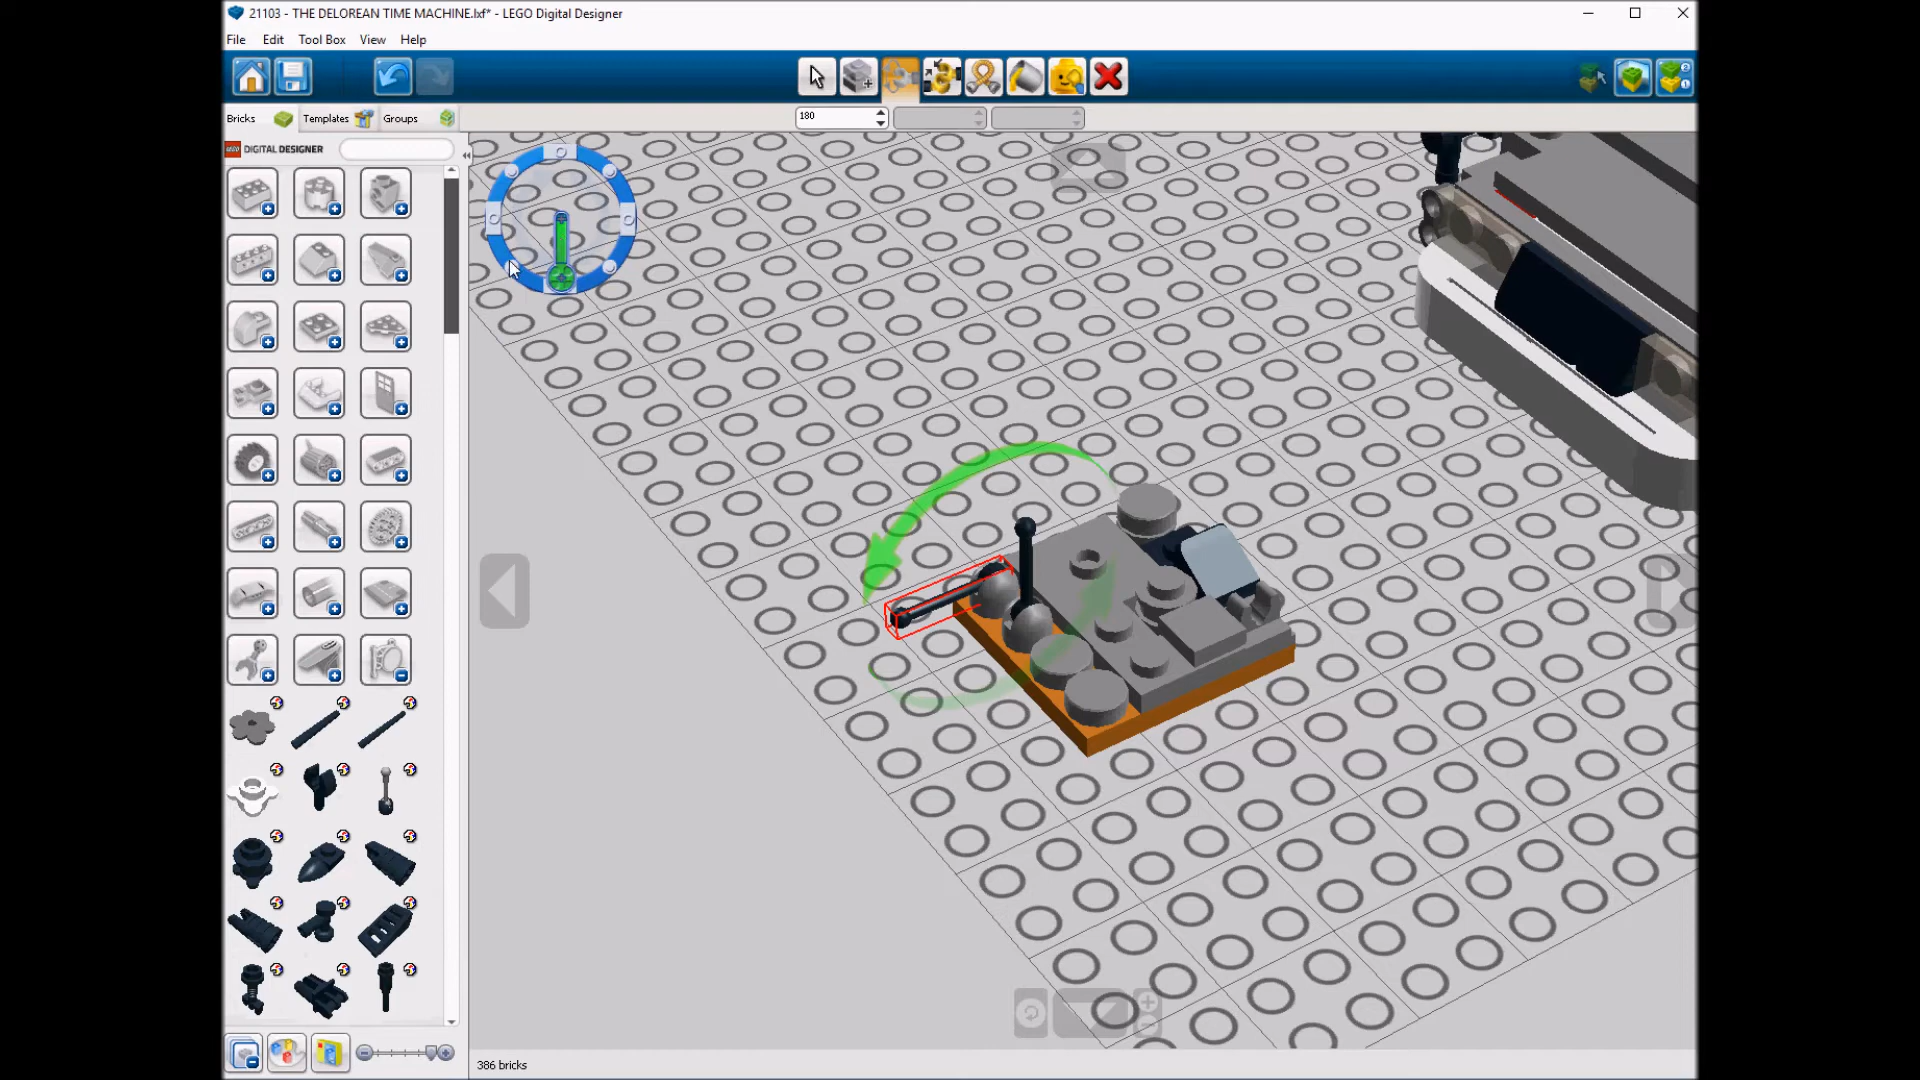 21103 - THE DELOREAN TIME MACHINE.lxf* - LEGO Digital Designer
File Edit Tool Box View Help
180
Bricks Templates Groups
LEGO DIGITAL DESIGNER
386 bricks